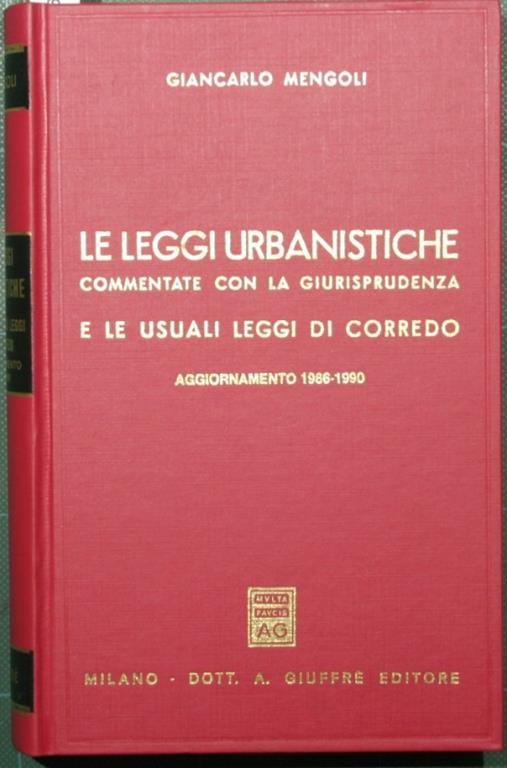 GIANCARLO MENGOLI
LE LEGGI URBANISTICHE
COMMENTATE CON LA GIURISPRUDENZA
E LE USUALI LEGGI DI CORREDO
AGGIORNAMENTO 1986-1990
MVLTA
PAVCIS
AG
MILANO - DOTT. A. GIUFFRÈ EDITORE